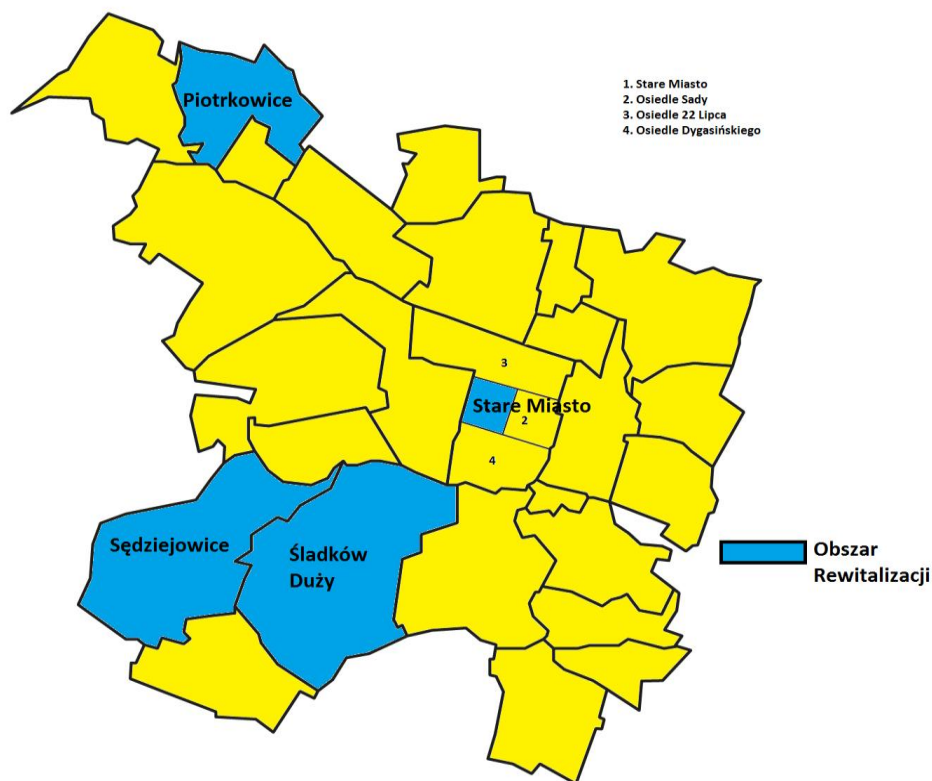 Piotrkowice
1. Stare Miasto
2. Osiedle Sady
3. Osiedle 22 Lipca
4. Osiedle Dygasińskiego
3
Stare Miasto
2
4
Sędziejowice
Śladków
Duży
Obszar
Rewitalizacji